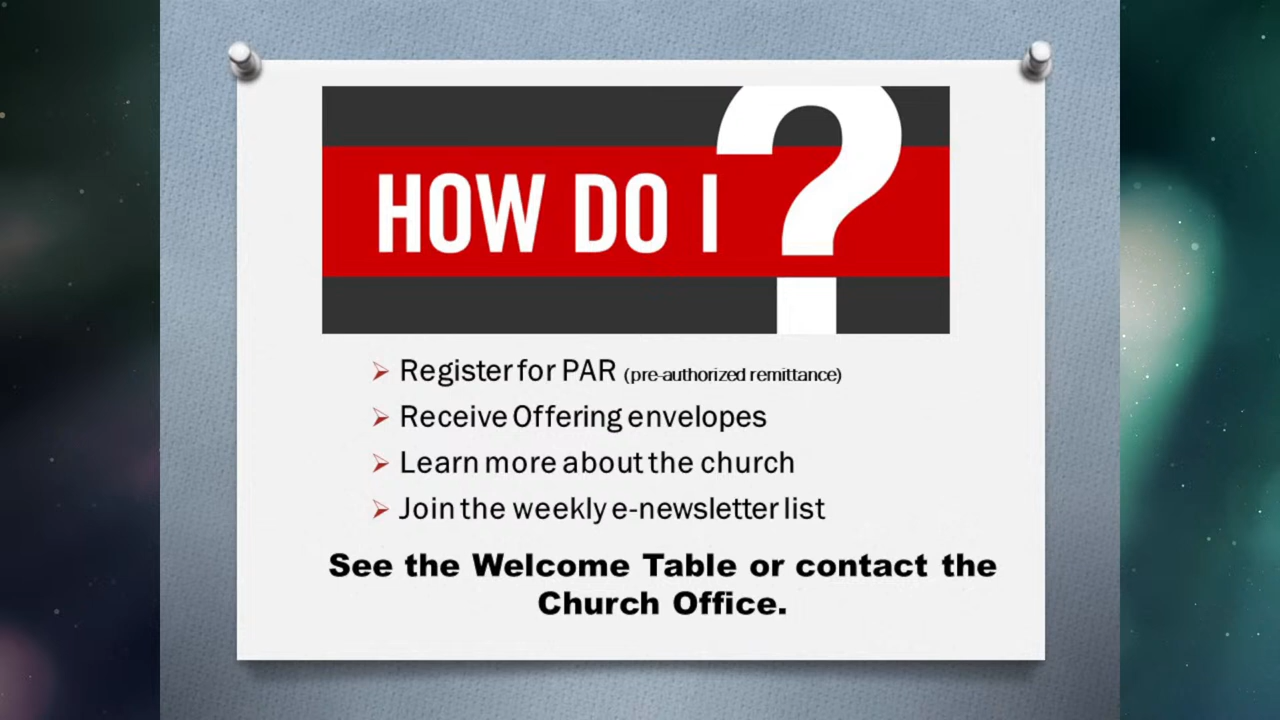 HOW DO I ?
Register for PAR (pre-authorized remittance)
Receive Offering envelopes
Learn more about the church
Join the weekly e-newsletter list
See the Welcome Table or contact the
Church Office.